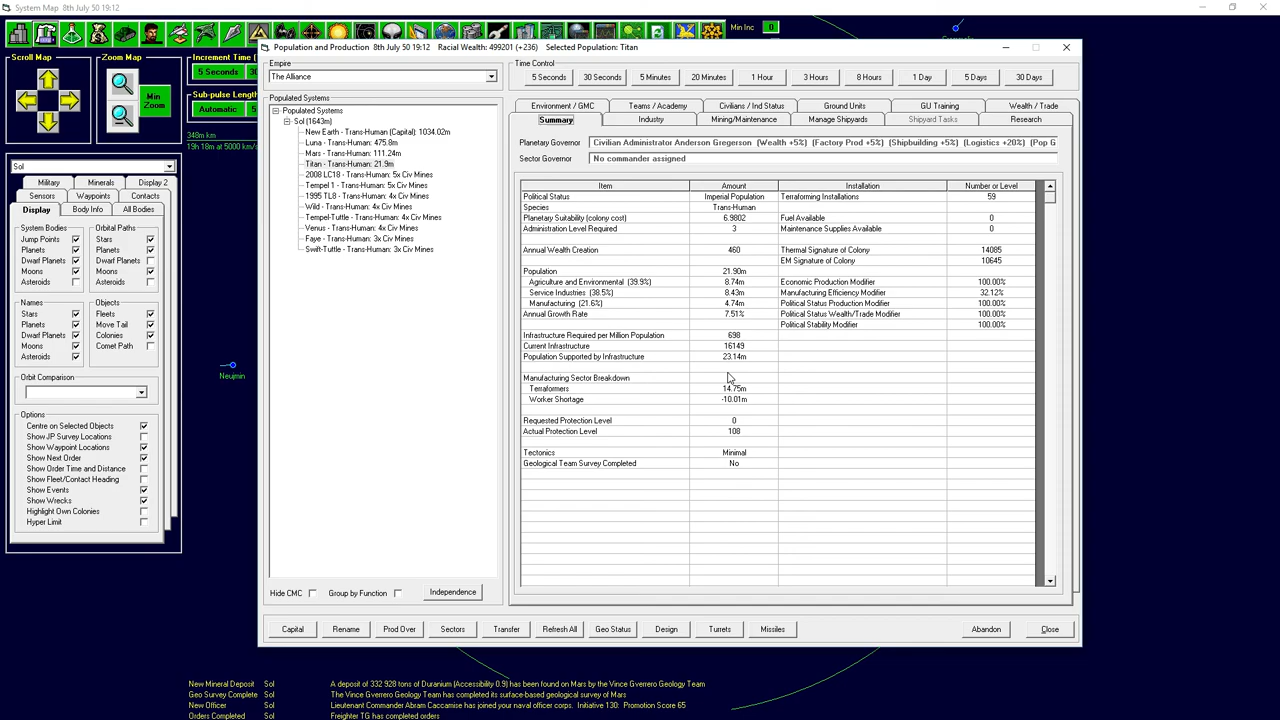 System Map   8th July 50 19:12
Min Inc   0
Scroll Map
Zoom Map
Increment Time (
5 Seconds
30
Min Zoom
Sub-pulse Leng
Automatic
5
348m km
19h 18m at 5000 k
Sol
Military
Minerals
Display 2
Sensors
Waypoints
Contacts
Display
Body Info
All Bodies
System Bodies
Orbital Paths
Jump Points
Stars
Planets
Planets
Dwarf Planets
Dwarf Planets
Moons
Moons
Asteroids
Asteroids
Names
Objects
Stars
Fleets
Planets
Move Tail
Dwarf Planets
Colonies
Moons
Comet Path
Asteroids
Orbit Comparison
Options
Centre on Selected Objects
Show JP Survey Locations
Show Waypoint Locations
Show Next Order
Show Order Time and Distance
Show Fleet/Contact Heading
Show Events
Show Wrecks
Highlight Own Colonies
Hyper Limit
Neujmin
Population and Production   8th July 50 19:12   Racial Wealth: 499201 (+236)   Selected Population: Titan
Empire
The Alliance
Time Control
5 Seconds   30 Seconds   5 Minutes   20 Minutes   1 Hour   3 Hours   8 Hours   1 Day   5 Days   30 Days
Populated Systems
Populated Systems
Sol (1643m)
New Earth - Trans-Human (Capital): 1034.02m
Luna - Trans-Human: 475.8m
Mars - Trans-Human: 111.24m
Titan - Trans-Human: 21.9m
2008 LC18 - Trans-Human: 5x Civ Mines
Tempel 1 - Trans-Human: 5x Civ Mines
1995 TL8 - Trans-Human: 4x Civ Mines
Wild - Trans-Human: 4x Civ Mines
Tempel-Tuttle - Trans-Human: 4x Civ Mines
Venus - Trans-Human: 4x Civ Mines
Faye - Trans-Human: 3x Civ Mines
Swift-Tuttle - Trans-Human: 3x Civ Mines
Environment / GMC   Teams / Academy   Civilians / Ind Status   Ground Units   GU Training   Wealth / Trade
Summary   Industry   Mining/Maintenance   Manage Shipyards   Shipyard Tasks   Research
Planetary Governor   Civilian Administrator Anderson Gregerson   (Wealth +5%)   (Factory Prod +5%)   (Shipbuilding +5%)   (Logistics +20%)   (Pop G
Sector Governor   No commander assigned
Item   Amount   Installation   Number or Level
Political Status   Imperial Population   Terraforming Installations   59
Species   Trans-Human
Planetary Suitability (colony cost)   6.9802   Fuel Available   0
Administration Level Required   3   Maintenance Supplies Available   0
Annual Wealth Creation   460   Thermal Signature of Colony   14085
EM Signature of Colony   10645
Population   21.90m
Agriculture and Environmental (39.9%)   8.74m   Economic Production Modifier   100.00%
Service Industries (38.5%)   8.43m   Manufacturing Efficiency Modifier   32.12%
Manufacturing (21.6%)   4.74m   Political Status Production Modifier   100.00%
Annual Growth Rate   7.51%   Political Status Wealth/Trade Modifier   100.00%
Political Stability Modifier   100.00%
Infrastructure Required per Million Population   698
Current Infrastructure   16149
Population Supported by Infrastructure   23.14m
Manufacturing Sector Breakdown
Terraformers   14.75m
Worker Shortage   -10.01m
Requested Protection Level   0
Actual Protection Level   108
Tectonics   Minimal
Geological Team Survey Completed   No
Hide CMC   Group by Function   Independence
Capital   Rename   Prod Over   Sectors   Transfer   Refresh All   Geo Status   Design   Turrets   Missiles   Abandon   Close
New Mineral Deposit   Sol   A deposit of 332 928 tons of Duranium (Accessibility 0.9) has been found on Mars by the Vince Gverrero Geology Team
Geo Survey Complete   Sol   The Vince Gverrero Geology Team has completed its surface-based geological survey of Mars
New Officer   Sol   Lieutenant Commander Abram Caccamise has joined your naval officer corps.   Initiative 130:   Promotion Score 65
Orders Completed   Sol   Freighter TG has completed orders